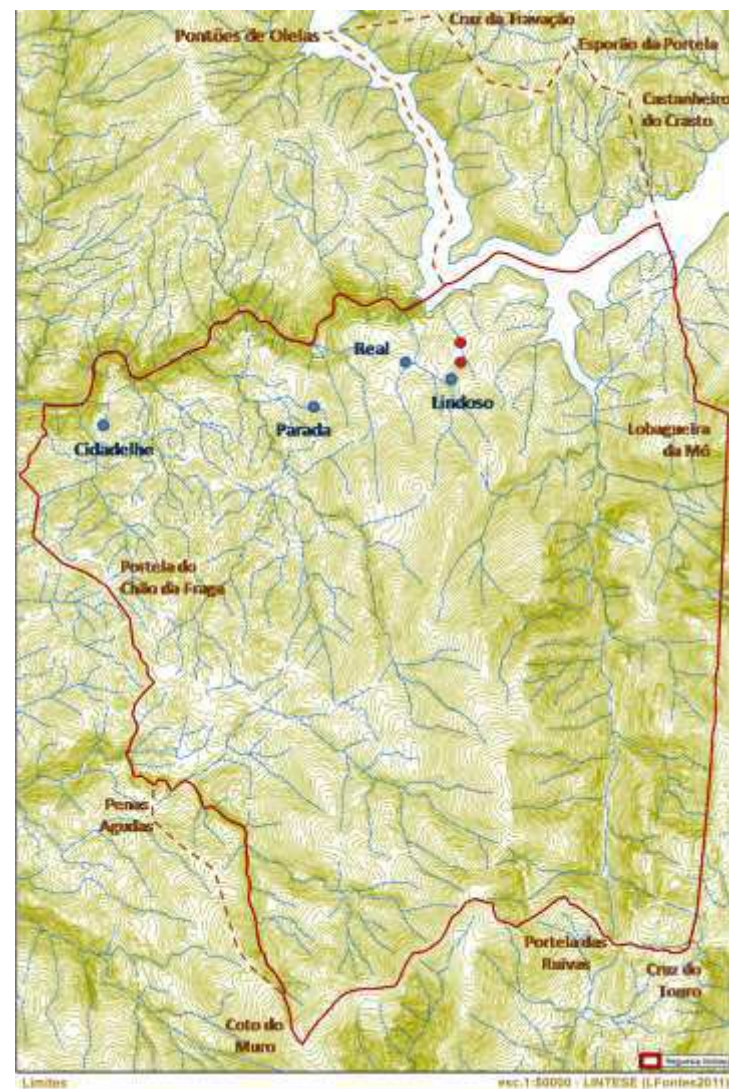 Cruz da Travação
Pontões de Olelas
Esporão da Portela
Castanheiro
do Crasto
Real
Lindoso
Parada
Cidadelhe
Lobagueira
da Mó
Portela do
Chão da Fraga
Penas
Agudas
Portela das
Ruivas
Cruz do
Touro
Coto do
Muro
Limites
esc.1:50000 - LINTESE (LFontes2011)